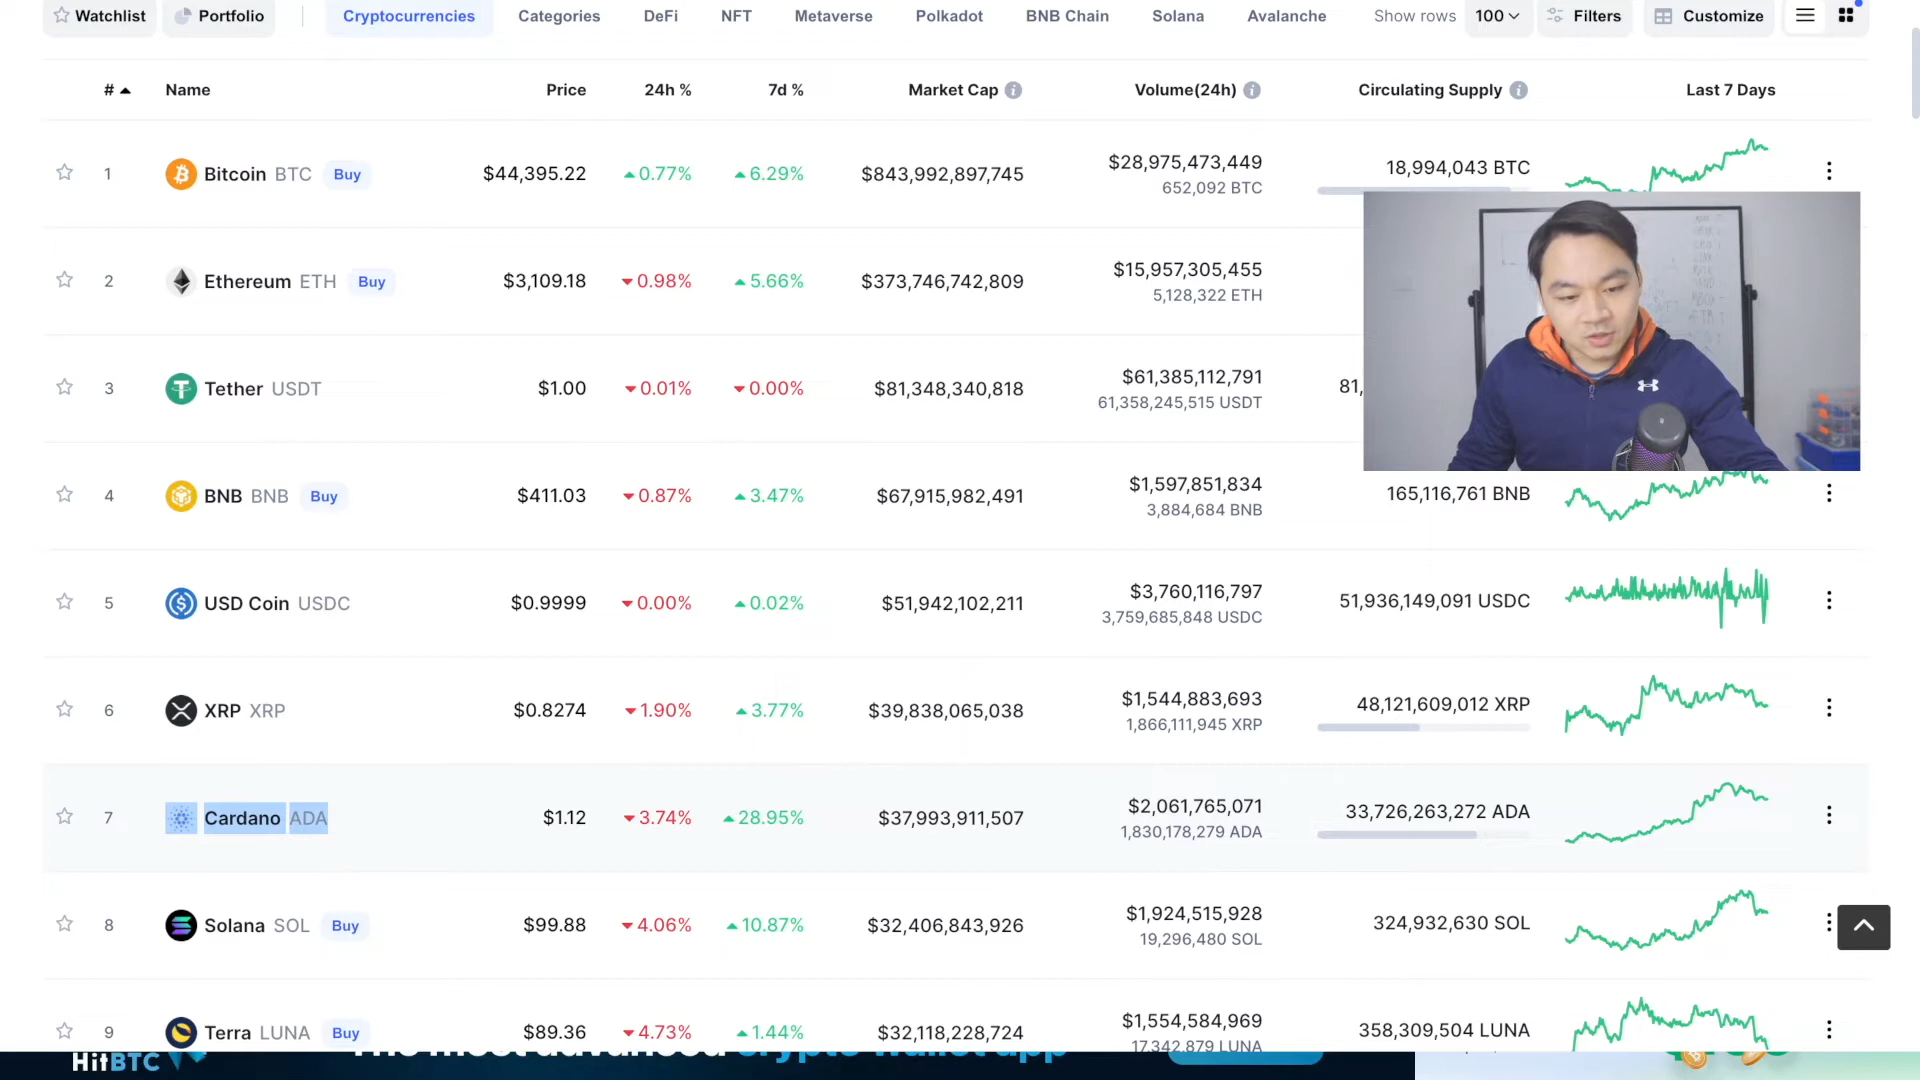 Watchlist Portfolio Cryptocurrencies Categories DeFi NFT Metaverse Polkadot BNB Chain Solana Avalanche Show rows 100 Filters Customize
# Name Price 24h % 7d % Market Cap Volume(24h) Circulating Supply Last 7 Days
1 Bitcoin BTC Buy $44,395.22 0.77% 6.29% $843,992,897,745 $28,975,473,449 18,994,043 BTC
652,092 BTC
2 Ethereum ETH Buy $3,109.18 0.98% 5.66% $373,746,742,809 $15,957,305,455
5,128,322 ETH
3 Tether USDT $1.00 0.01% 0.00% $81,348,340,818 $61,385,112,791 81,
61,358,245,515 USDT
4 BNB BNB Buy $411.03 0.87% 3.47% $67,915,982,491 $1,597,851,834 165,116,761 BNB
3,884,684 BNB
5 USD Coin USDC $0.9999 0.00% 0.02% $51,942,102,211 $3,760,116,797 51,936,149,091 USDC
3,759,685,848 USDC
6 XRP XRP $0.8274 1.90% 3.77% $39,838,065,038 $1,544,883,693 48,121,609,012 XRP
1,866,111,945 XRP
7 Cardano ADA $1.12 3.74% 28.95% $37,993,911,507 $2,061,765,071 33,726,263,272 ADA
1,830,178,279 ADA
8 Solana SOL Buy $99.88 4.06% 10.87% $32,406,843,926 $1,924,515,928 324,932,630 SOL
19,296,480 SOL
9 Terra LUNA Buy $89.36 4.73% 1.44% $32,118,228,724 $1,554,584,969 358,309,504 LUNA
17,342,879 LUNA
HitBTC The most advanced crypto wallet app